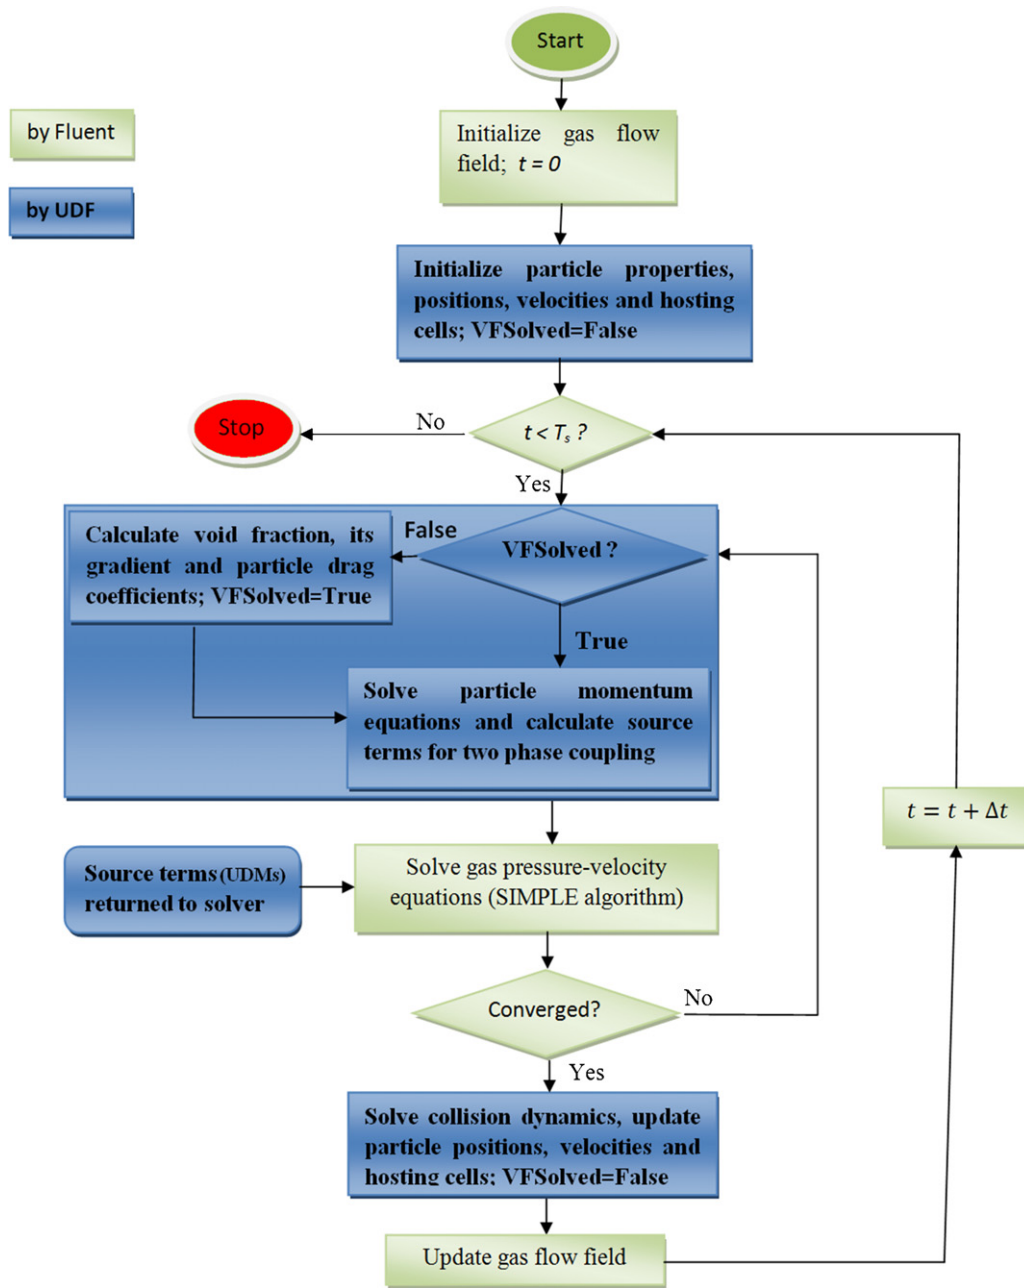 Start
by Fluent
Initialize gas flow
field; t = 0
by UDF
Initialize particle properties,
positions, velocities and hosting
cells; VFSolved=False
Stop
No
t < Tₛ ?
Yes
Calculate void fraction, its
gradient and particle drag
coefficients; VFSolved=True
False
VFSolved ?
True
Solve particle momentum
equations and calculate source
terms for two phase coupling
t = t + Δt
Source terms (UDMs)
returned to solver
Solve gas pressure-velocity
equations (SIMPLE algorithm)
Converged?
No
Yes
Solve collision dynamics, update
particle positions, velocities and
hosting cells; VFSolved=False
Update gas flow field